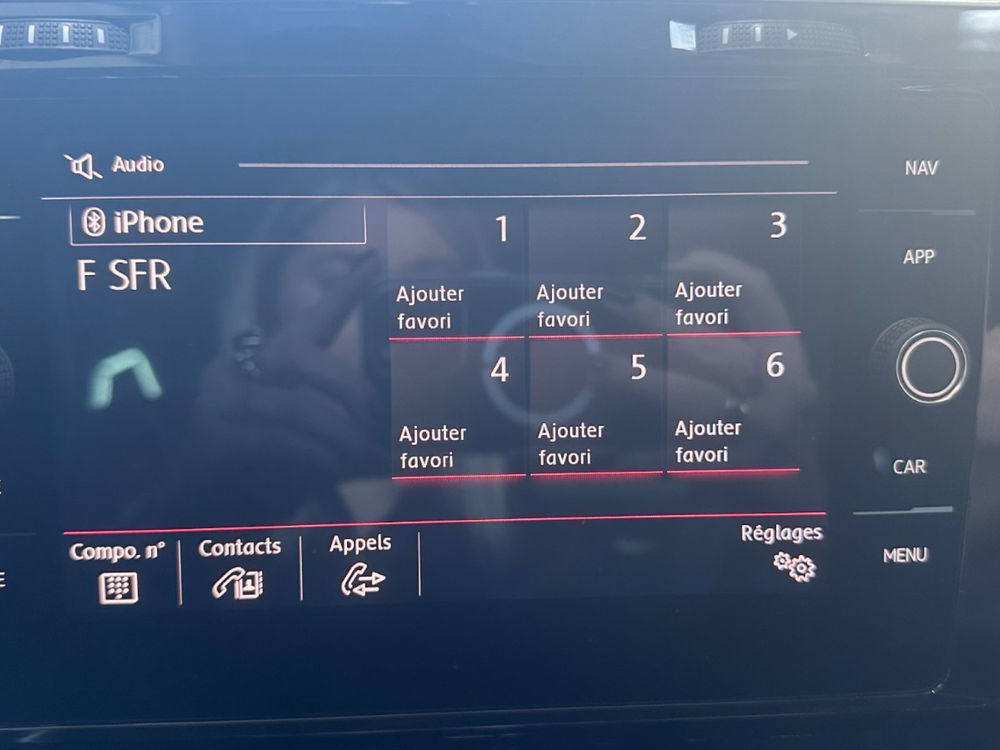 Audio
NAV
iPhone
F SFR
1
2
3
APP
Ajouter
favori
Ajouter
favori
Ajouter
favori
4
5
6
Ajouter
favori
Ajouter
favori
Ajouter
favori
CAR
Compo. n°
Contacts
Appels
Réglages
MENU